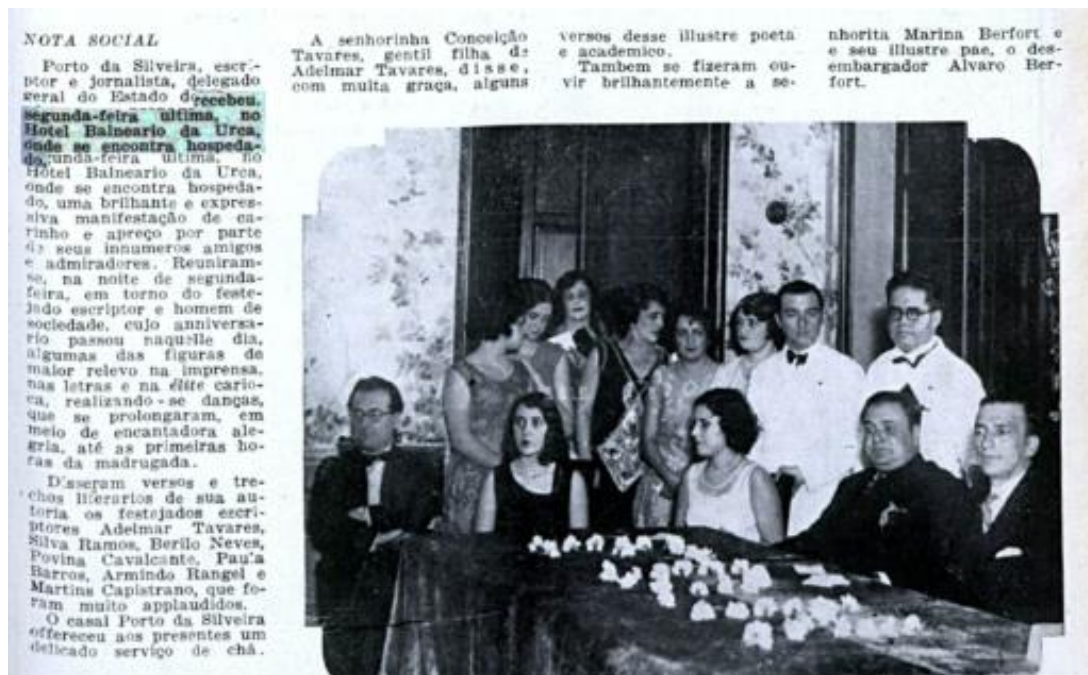 NOTA SOCIAL
Porto da Silveira, escri-
ptor e jornalista, delegado
geral do Estado do
recebeu,
segunda-feira ultima, no
Hotel Balneario da Urca,
onde se encontra hospeda-
do,
segunda-feira ultima, no
Hotel Balneario da Urca,
onde se encontra hospeda-
do, uma brilhante e expres-
siva manifestação de ca-
rinho e apreço por parte
de seus innumeros amigos
e admiradores. Reuniram-
se, na noite de segunda-
feira, em torno do feste-
jado escriptor e homem de
sociedade, cujo anniversa-
rio passou naquelle dia,
algumas das figuras de
maior relevo na imprensa,
nas letras e na élite cario-
ca, realizando-se danças,
que se prolongaram, em
meio de encantadora ale-
gria, até as primeiras ho-
ras da madrugada.
Disseram versos e tre-
chos literarios de sua au-
toria os festejados escri-
ptores Adelmar Tavares,
Silva Ramos, Berilo Neves,
Povina Cavalcante, Paula
Barros, Armindo Rangel e
Martins Capistrano, que fo-
ram muito applaudidos.
O casal Porto da Silveira
offereceu aos presentes um
delicado serviço de chá.
A senhorinha Conceição
Tavares, gentil filha de
Adelmar Tavares, disse,
com muita graça, alguns
versos desse illustre poeta
e academico.
Tambem se fizeram ou-
vir brilhantemente a se-
nhorita Marina Berfort e
e seu illustre pae, o des-
embargador Alvaro Ber-
fort.